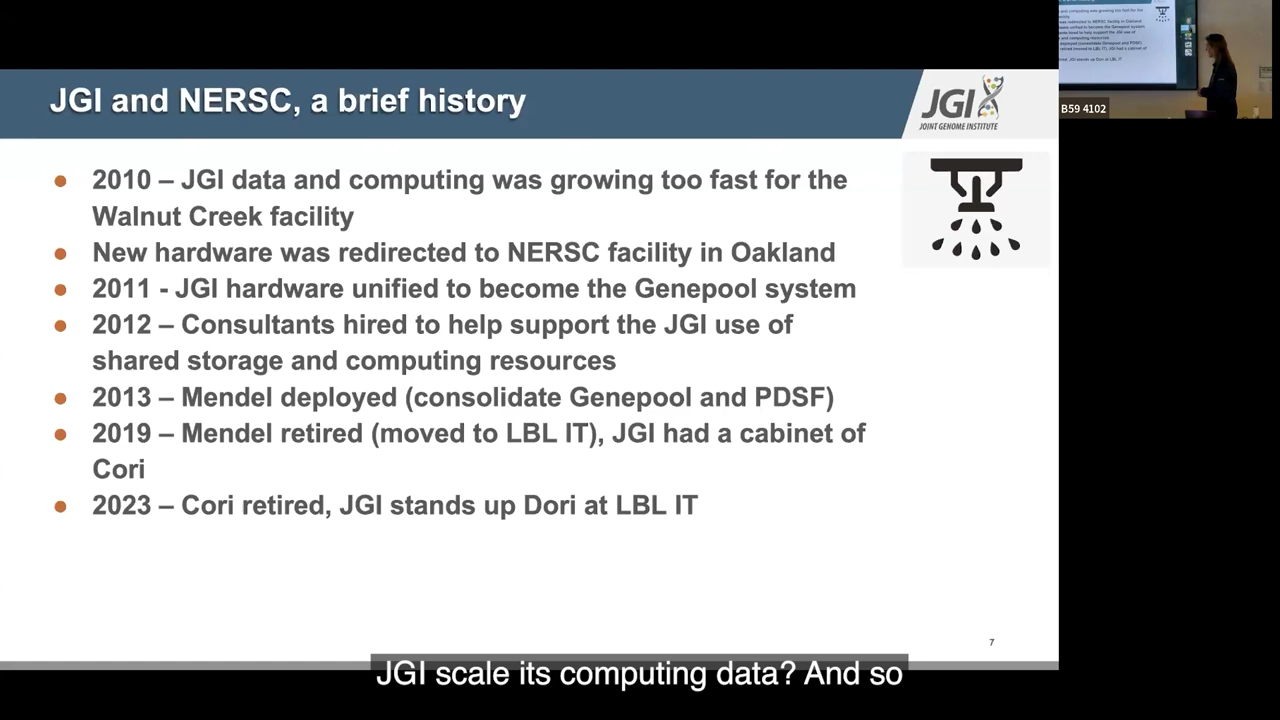 JGI and NERSC, a brief history
JGI
JOINT GENOME INSTITUTE
● 2010 – JGI data and computing was growing too fast for the
Walnut Creek facility
● New hardware was redirected to NERSC facility in Oakland
● 2011 - JGI hardware unified to become the Genepool system
● 2012 – Consultants hired to help support the JGI use of
shared storage and computing resources
● 2013 – Mendel deployed (consolidate Genepool and PDSF)
● 2019 – Mendel retired (moved to LBL IT), JGI had a cabinet of
Cori
● 2023 – Cori retired, JGI stands up Dori at LBL IT
7
JGI scale its computing data? And so
B59 4102